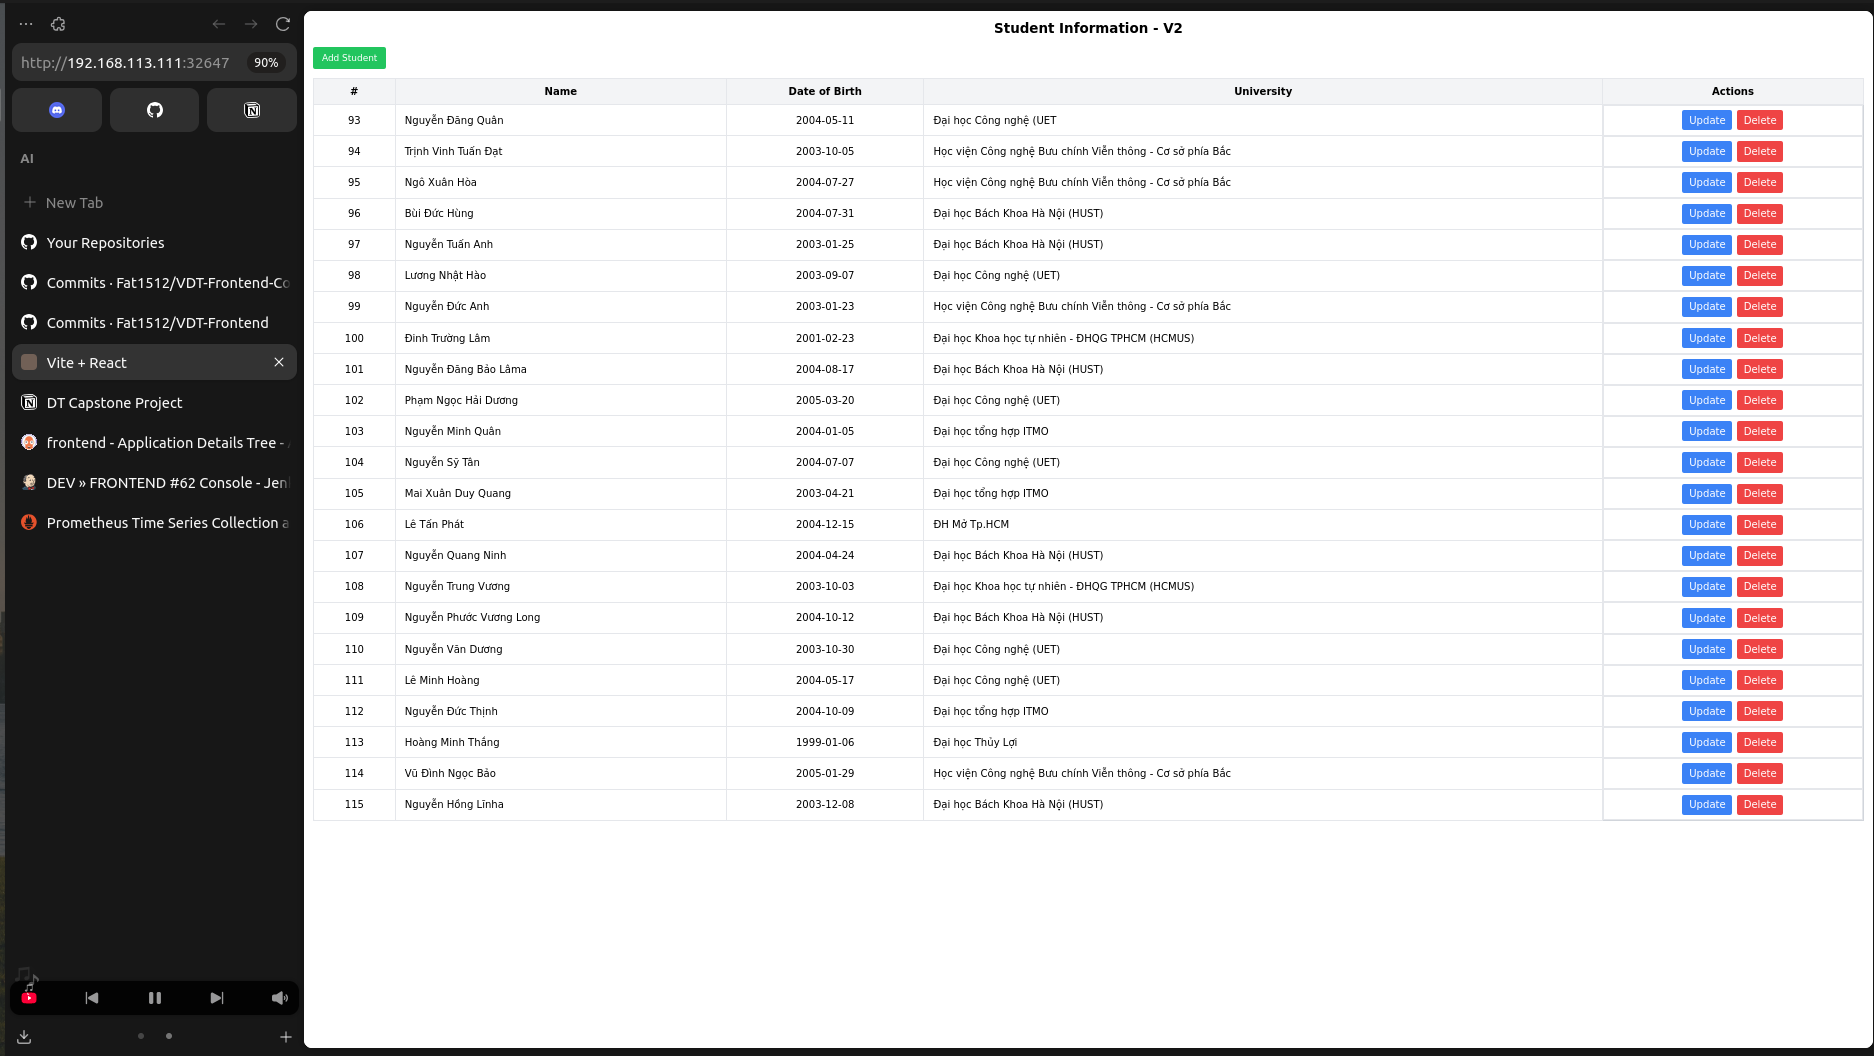 http://192.168.113.111:32647 90%
AI
New Tab
Your Repositories
Commits · Fat1512/VDT-Frontend-Co
Commits · Fat1512/VDT-Frontend
Vite + React
DT Capstone Project
frontend - Application Details Tree -
DEV » FRONTEND #62 Console - Jen
Prometheus Time Series Collection a
Student Information - V2
Add Student
# Name Date of Birth University Actions
93 Nguyễn Đăng Quân 2004-05-11 Đại học Công nghệ (UET Update Delete
94 Trịnh Vinh Tuấn Đạt 2003-10-05 Học viện Công nghệ Bưu chính Viễn thông - Cơ sở phía Bắc Update Delete
95 Ngô Xuân Hòa 2004-07-27 Học viện Công nghệ Bưu chính Viễn thông - Cơ sở phía Bắc Update Delete
96 Bùi Đức Hùng 2004-07-31 Đại học Bách Khoa Hà Nội (HUST) Update Delete
97 Nguyễn Tuấn Anh 2003-01-25 Đại học Bách Khoa Hà Nội (HUST) Update Delete
98 Lương Nhật Hào 2003-09-07 Đại học Công nghệ (UET) Update Delete
99 Nguyễn Đức Anh 2003-01-23 Học viện Công nghệ Bưu chính Viễn thông - Cơ sở phía Bắc Update Delete
100 Đinh Trường Lâm 2001-02-23 Đại học Khoa học tự nhiên - ĐHQG TPHCM (HCMUS) Update Delete
101 Nguyễn Đăng Bảo Lâma 2004-08-17 Đại học Bách Khoa Hà Nội (HUST) Update Delete
102 Phạm Ngọc Hải Dương 2005-03-20 Đại học Công nghệ (UET) Update Delete
103 Nguyễn Minh Quân 2004-01-05 Đại học tổng hợp ITMO Update Delete
104 Nguyễn Sỹ Tân 2004-07-07 Đại học Công nghệ (UET) Update Delete
105 Mai Xuân Duy Quang 2003-04-21 Đại học tổng hợp ITMO Update Delete
106 Lê Tấn Phát 2004-12-15 ĐH Mở Tp.HCM Update Delete
107 Nguyễn Quang Ninh 2004-04-24 Đại học Bách Khoa Hà Nội (HUST) Update Delete
108 Nguyễn Trung Vương 2003-10-03 Đại học Khoa học tự nhiên - ĐHQG TPHCM (HCMUS) Update Delete
109 Nguyễn Phước Vương Long 2004-10-12 Đại học Bách Khoa Hà Nội (HUST) Update Delete
110 Nguyễn Văn Dương 2003-10-30 Đại học Công nghệ (UET) Update Delete
111 Lê Minh Hoàng 2004-05-17 Đại học Công nghệ (UET) Update Delete
112 Nguyễn Đức Thịnh 2004-10-09 Đại học tổng hợp ITMO Update Delete
113 Hoàng Minh Thắng 1999-01-06 Đại học Thủy Lợi Update Delete
114 Vũ Đình Ngọc Bảo 2005-01-29 Học viện Công nghệ Bưu chính Viễn thông - Cơ sở phía Bắc Update Delete
115 Nguyễn Hồng Lĩnha 2003-12-08 Đại học Bách Khoa Hà Nội (HUST) Update Delete